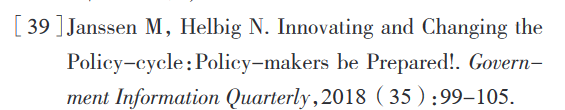 [ 39 ]Janssen M, Helbig N. Innovating and Changing the
Policy-cycle:Policy-makers be Prepared!. Govern-
ment Information Quarterly,2018 ( 35 ):99-105.